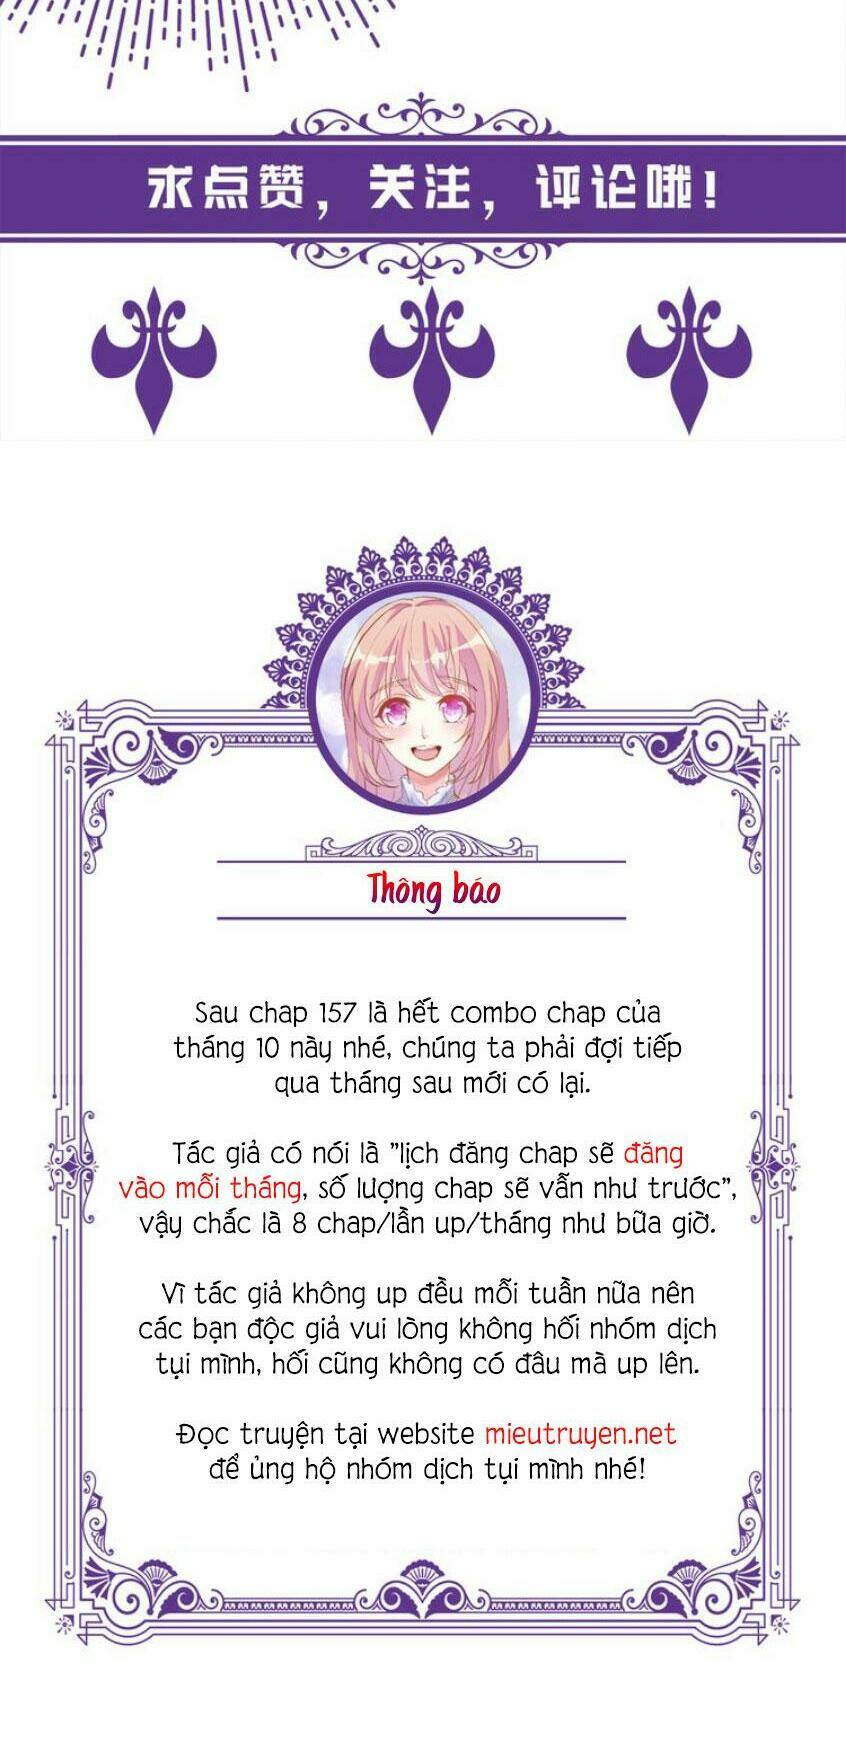 求点赞，关注，评论哦！
Thông báo
Sau chap 157 là hết combo chap của
tháng 10 này nhé, chúng ta phải đợi tiếp
qua tháng sau mới có lại.
Tác giả có nói là "lịch đăng chap sẽ đăng
vào mỗi tháng, số lượng chap sẽ vẫn như trước",
vậy chắc là 8 chap/lần up/tháng như bữa giờ.
Vì tác giả không up đều mỗi tuần nữa nên
các bạn độc giả vui lòng không hối nhóm dịch
tụi mình, hối cũng không có đâu mà up lên.
Đọc truyện tại website mieutruyen.net
để ủng hộ nhóm dịch tụi mình nhé!